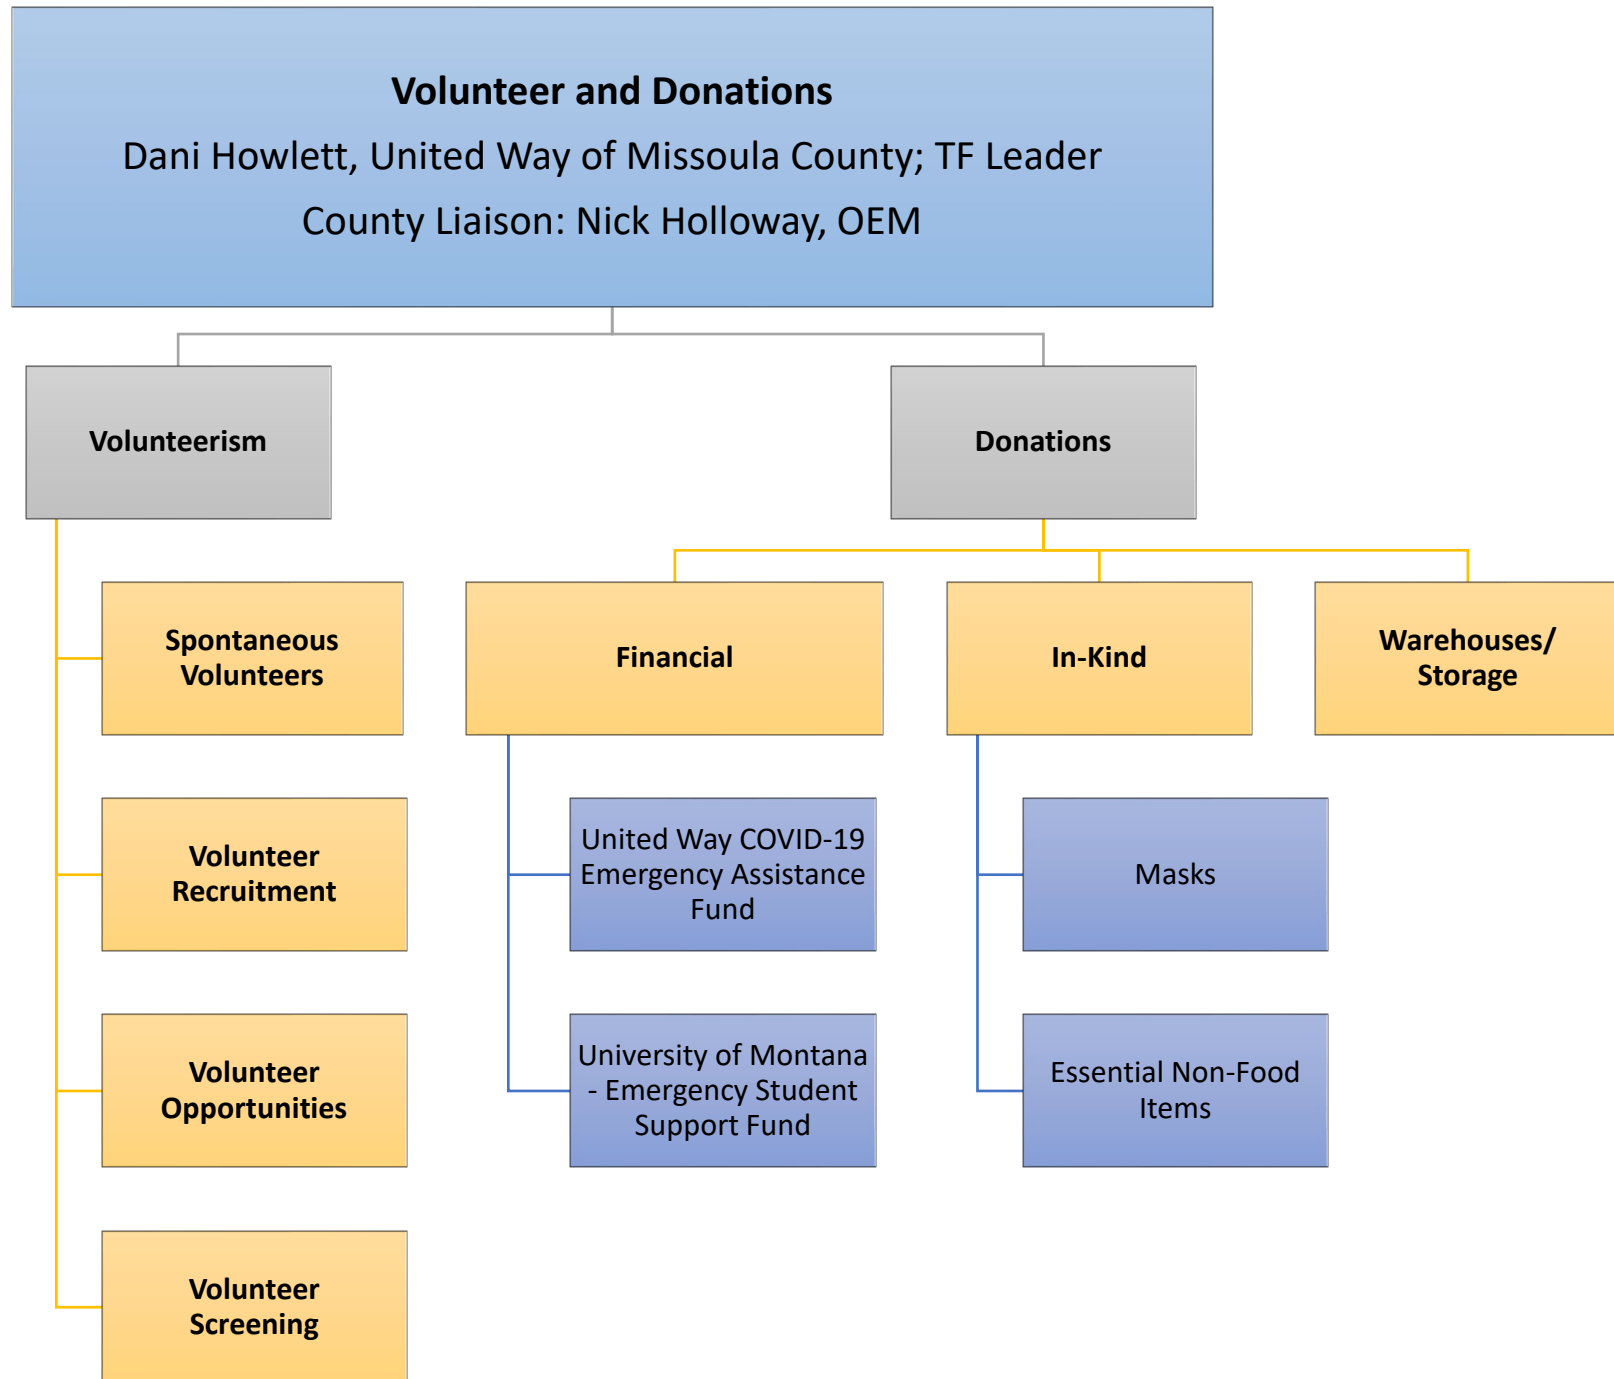 Volunteer and Donations
Dani Howlett, United Way of Missoula County; TF Leader
County Liaison: Nick Holloway, OEM
Volunteerism
Donations
Spontaneous
Volunteers
Financial
In-Kind
Warehouses/
Storage
Volunteer
Recruitment
United Way COVID-19
Emergency Assistance
Fund
Masks
Volunteer
Opportunities
University of Montana
- Emergency Student
Support Fund
Essential Non-Food
Items
Volunteer
Screening